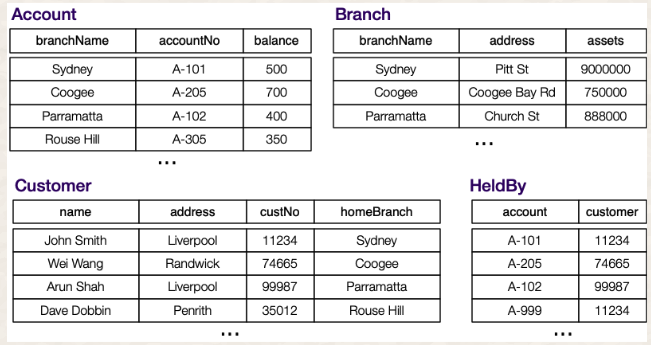 Account
branchName accountNo balance
Sydney A-101 500
Coogee A-205 700
Parramatta A-102 400
Rouse Hill A-305 350
...
Branch
branchName address assets
Sydney Pitt St 9000000
Coogee Coogee Bay Rd 750000
Parramatta Church St 888000
...
Customer
name address custNo homeBranch
John Smith Liverpool 11234 Sydney
Wei Wang Randwick 74665 Coogee
Arun Shah Liverpool 99987 Parramatta
Dave Dobbin Penrith 35012 Rouse Hill
...
HeldBy
account customer
A-101 11234
A-205 74665
A-102 99987
A-999 11234
...